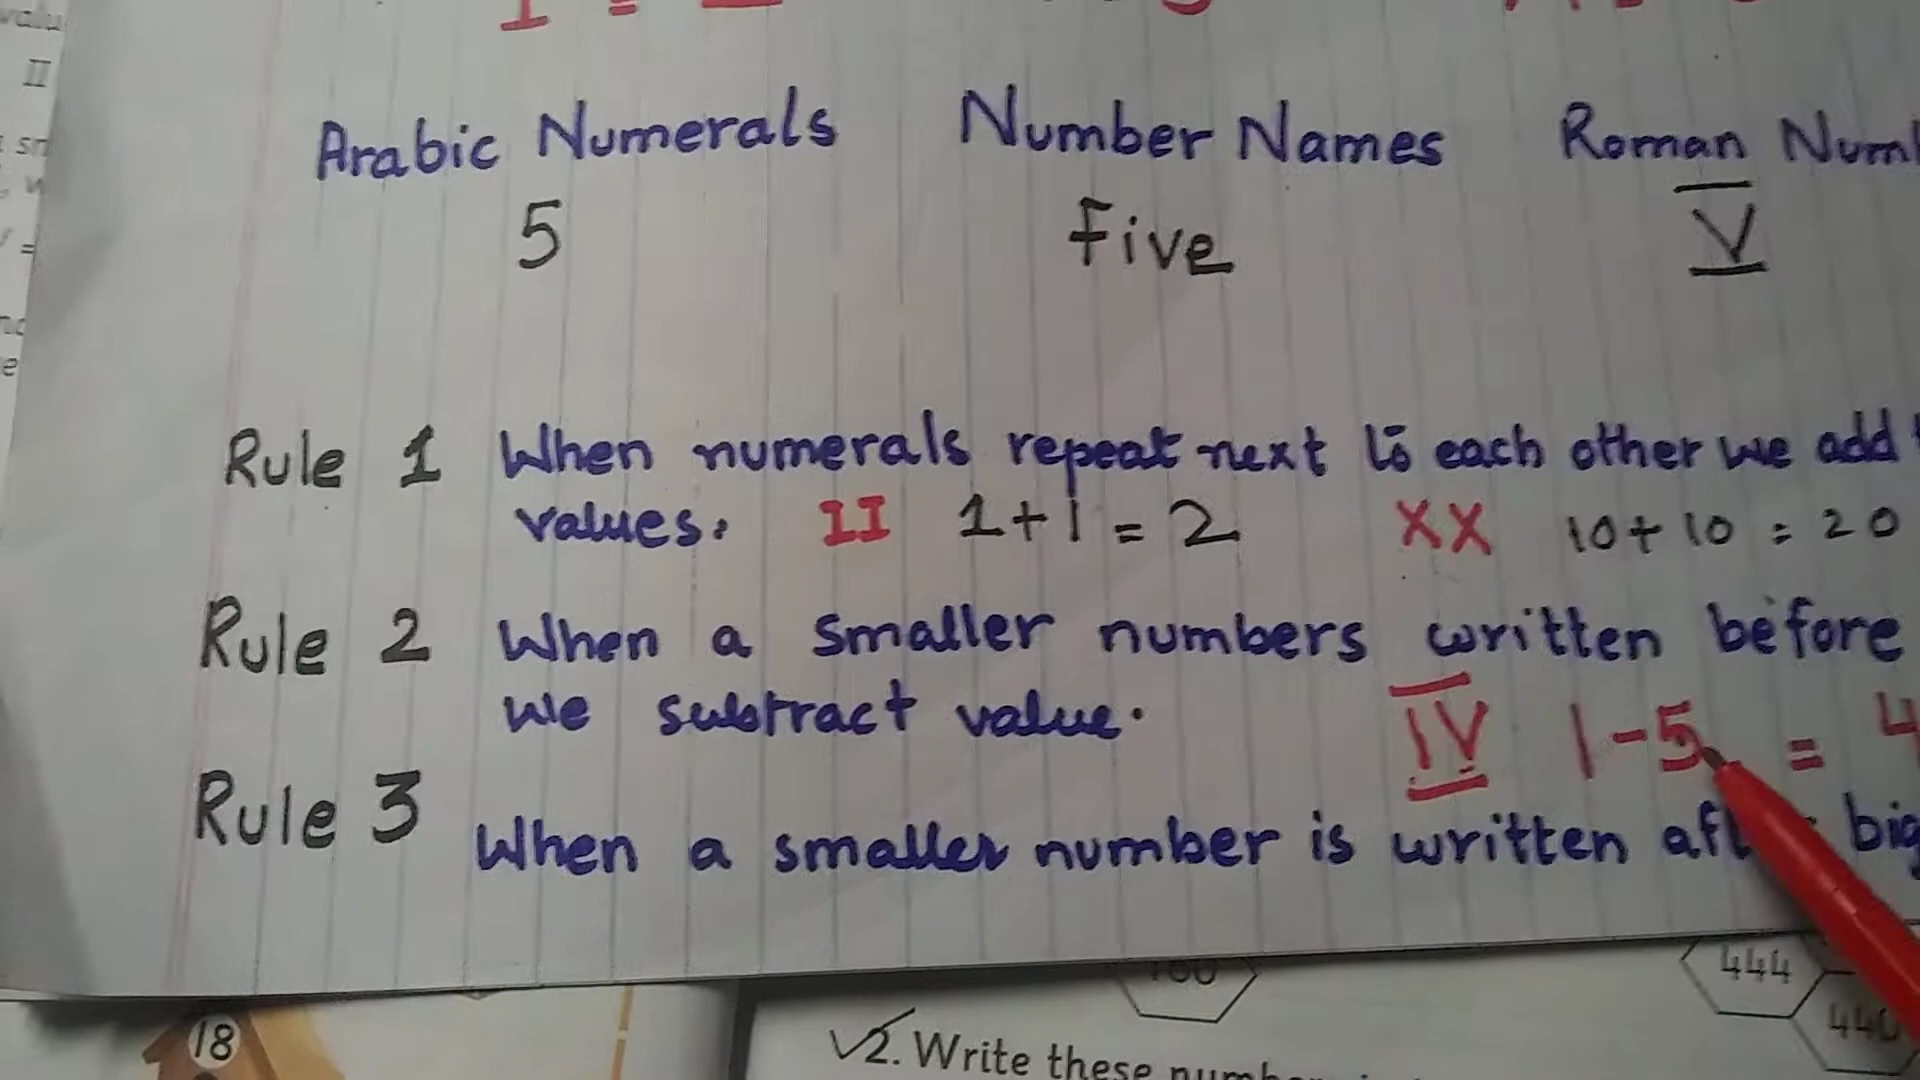 II
Arabic Numerals Number Names Roman
5 five V
Rule 1 When numerals repeat next to each other we add
values. II 1+1 = 2 XX 10+10 = 20
Rule 2 When a smaller numbers written before
we subtract value. IV 1-5 = 4
Rule 3 When a smaller number is written
18
444
√2. Write these